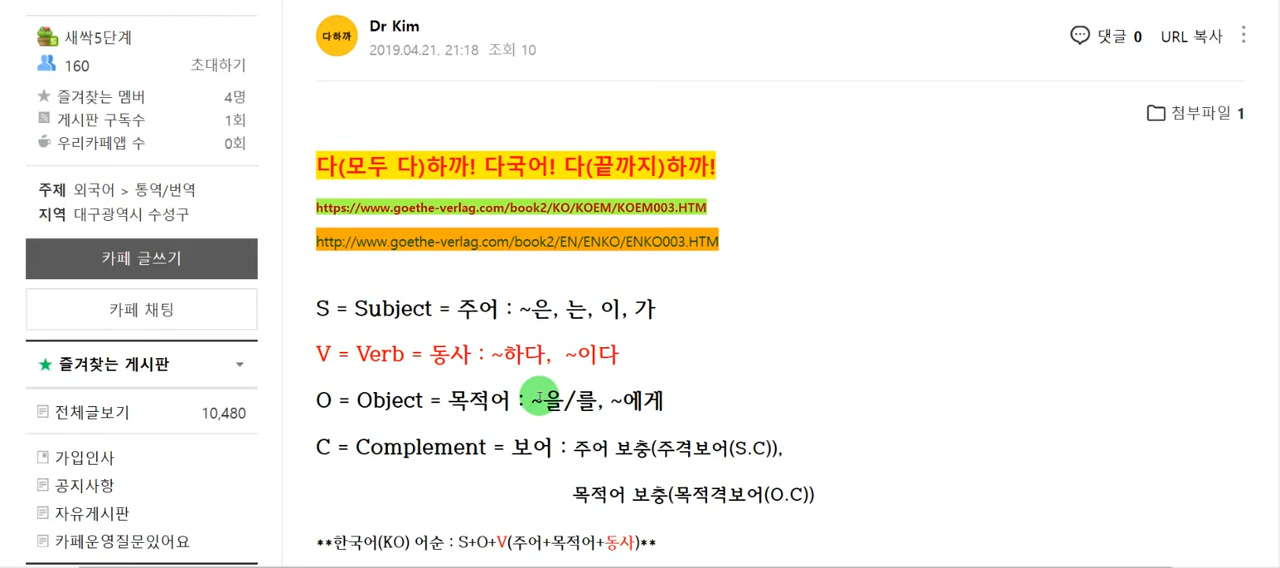 새싹5단계
160 초대하기
즐겨찾는 멤버 4명
게시판 구독수 1회
우리카페앱 수 0회
주제 외국어 > 통역/번역
지역 대구광역시 수성구
카페 글쓰기
카페 채팅
즐겨찾는 게시판
전체글보기 10,480
가입인사
공지사항
자유게시판
카페운영질문있어요
다하까
Dr Kim
2019.04.21. 21:18 조회 10
댓글 0 URL 복사
첨부파일 1
다(모두 다)하까! 다국어! 다(끝까지)하까!
https://www.goethe-verlag.com/book2/KO/KOEM/KOEM003.HTM
http://www.goethe-verlag.com/book2/EN/ENKO/ENKO003.HTM
S = Subject = 주어 : ~은, 는, 이, 가
V = Verb = 동사 : ~하다, ~이다
O = Object = 목적어 : ~을/를, ~에게
C = Complement = 보어 : 주어 보충(주격보어(S.C)),
목적어 보충(목적격보어(O.C))
**한국어(KO) 어순 : S+O+V(주어+목적어+동사)**